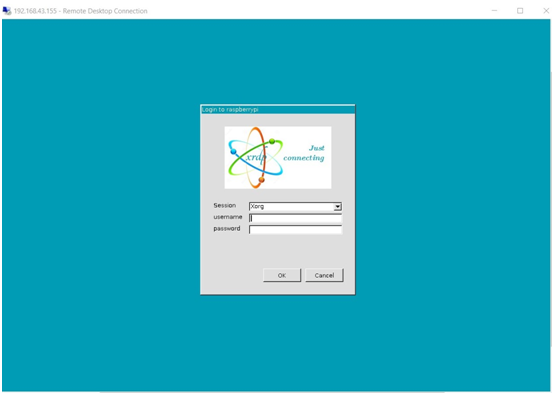 192.168.43.155 - Remote Desktop Connection
Login to raspberrypi
xrdp
Just
connecting
Session
Xorg
username
password
OK
Cancel